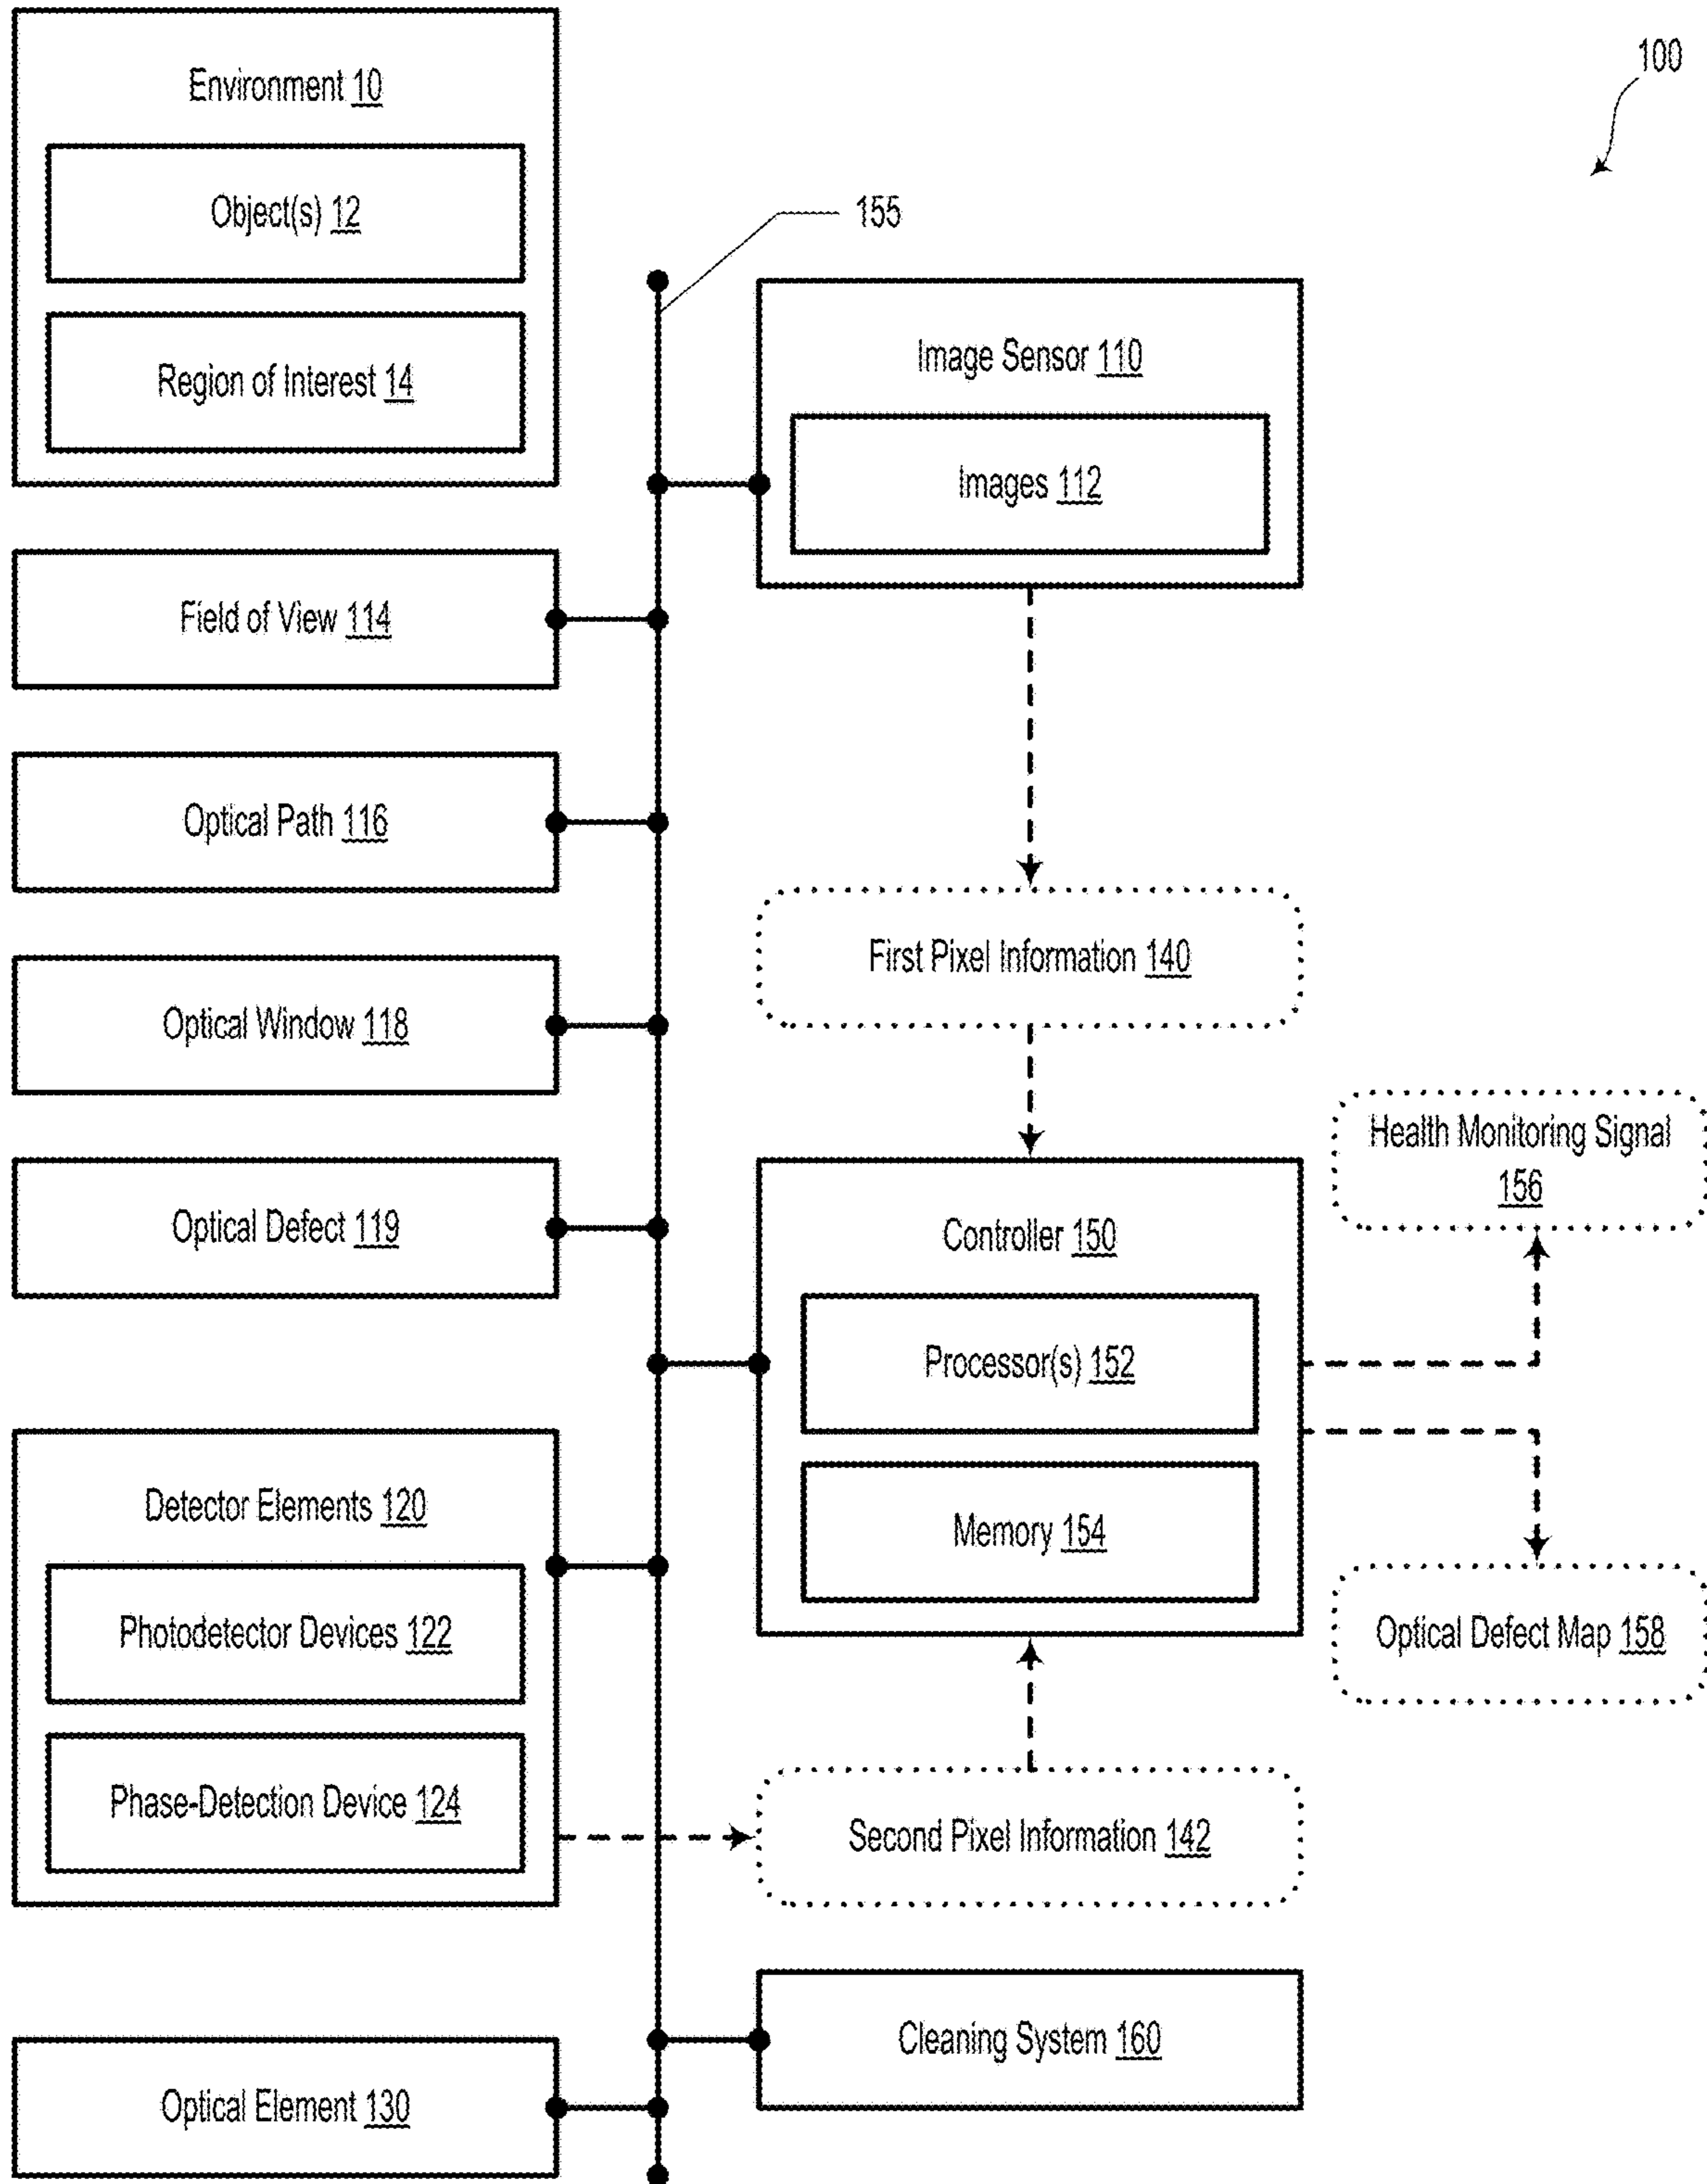 100
Environment 10
Object(s) 12
Region of Interest 14
155
Image Sensor 110
Images 112
Field of View 114
Optical Path 116
First Pixel Information 140
Optical Window 118
Health Monitoring Signal
156
Optical Defect 119
Controller 150
Processor(s) 152
Memory 154
Detector Elements 120
Photodetector Devices 122
Phase-Detection Device 124
Optical Defect Map 158
Second Pixel Information 142
Cleaning System 160
Optical Element 130